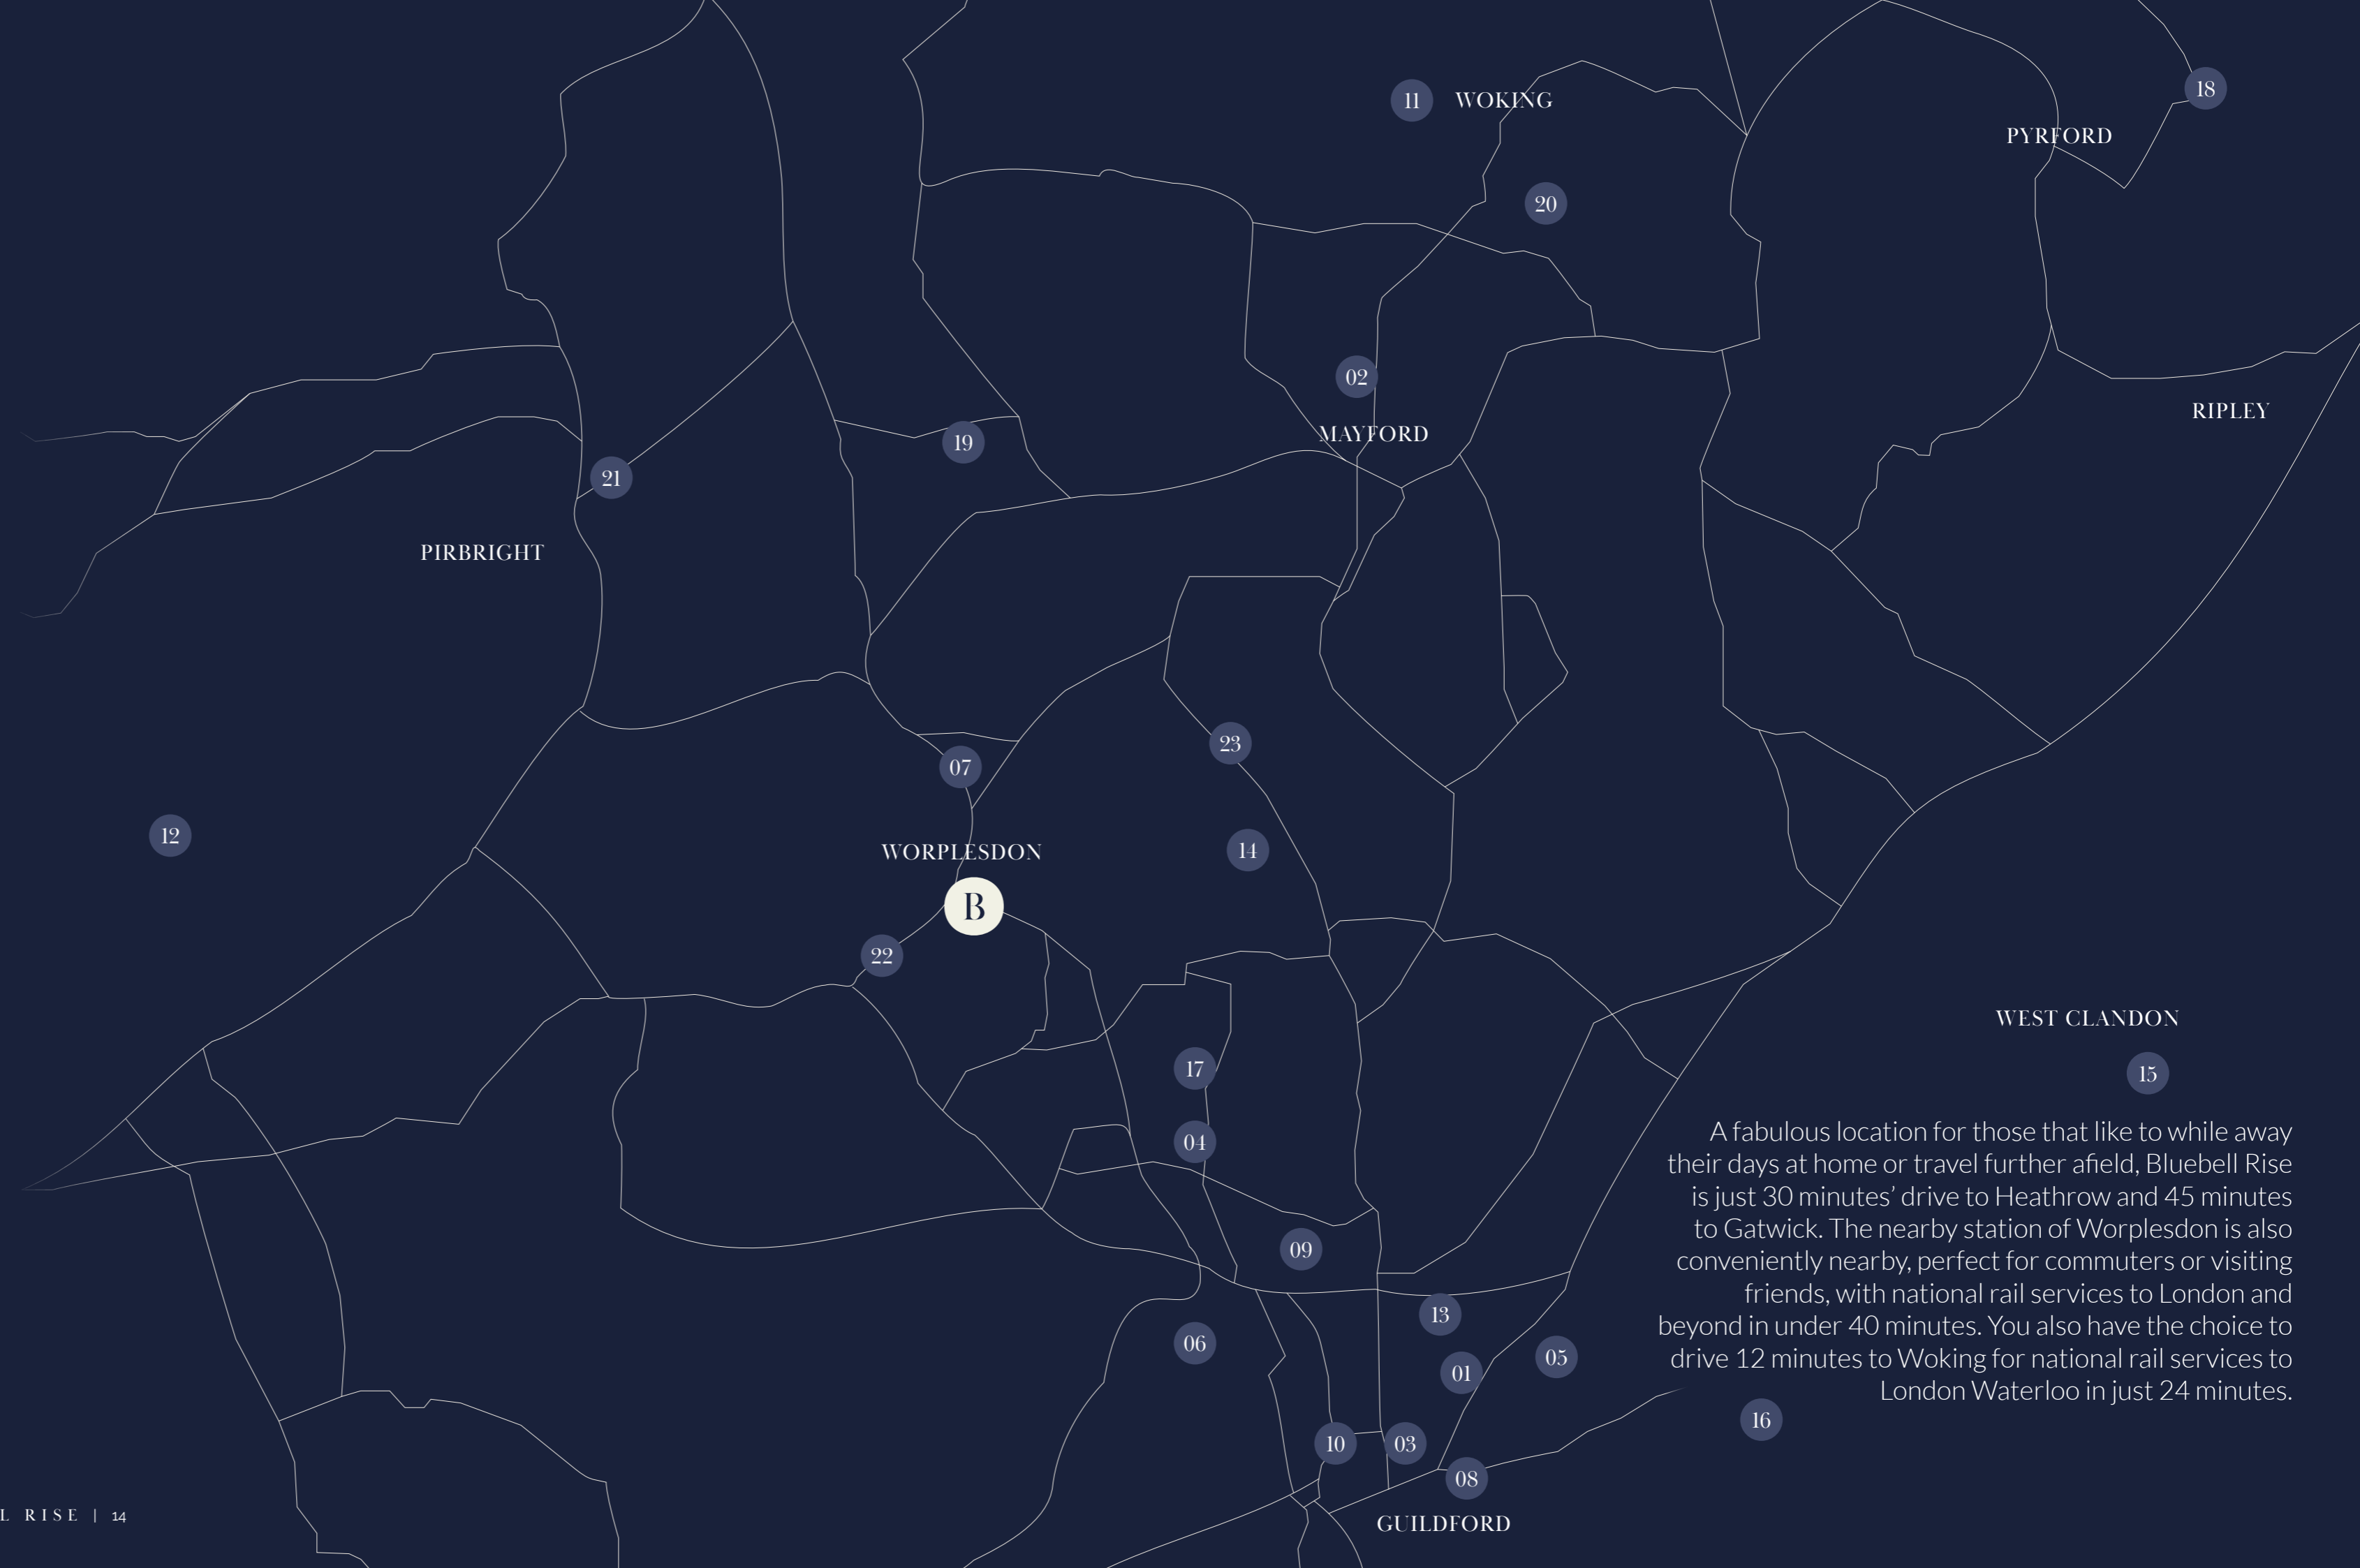 18
11 WOKING
PYRFORD
20
02
RIPLEY
MAYFORD
19
21
PIRBRIGHT
23
07
12
14
WORPLESDON
B
22
WEST CLANDON
17
15
A fabulous location for those that like to while away
their days at home or travel further afield, Bluebell Rise
is just 30 minutes’ drive to Heathrow and 45 minutes
to Gatwick. The nearby station of Worplesdon is also
conveniently nearby, perfect for commuters or visiting
friends, with national rail services to London and
beyond in under 40 minutes. You also have the choice to
drive 12 minutes to Woking for national rail services to
London Waterloo in just 24 minutes.
04
09
13
06
05
01
16
10
03
08
L RISE | 14
GUILDFORD